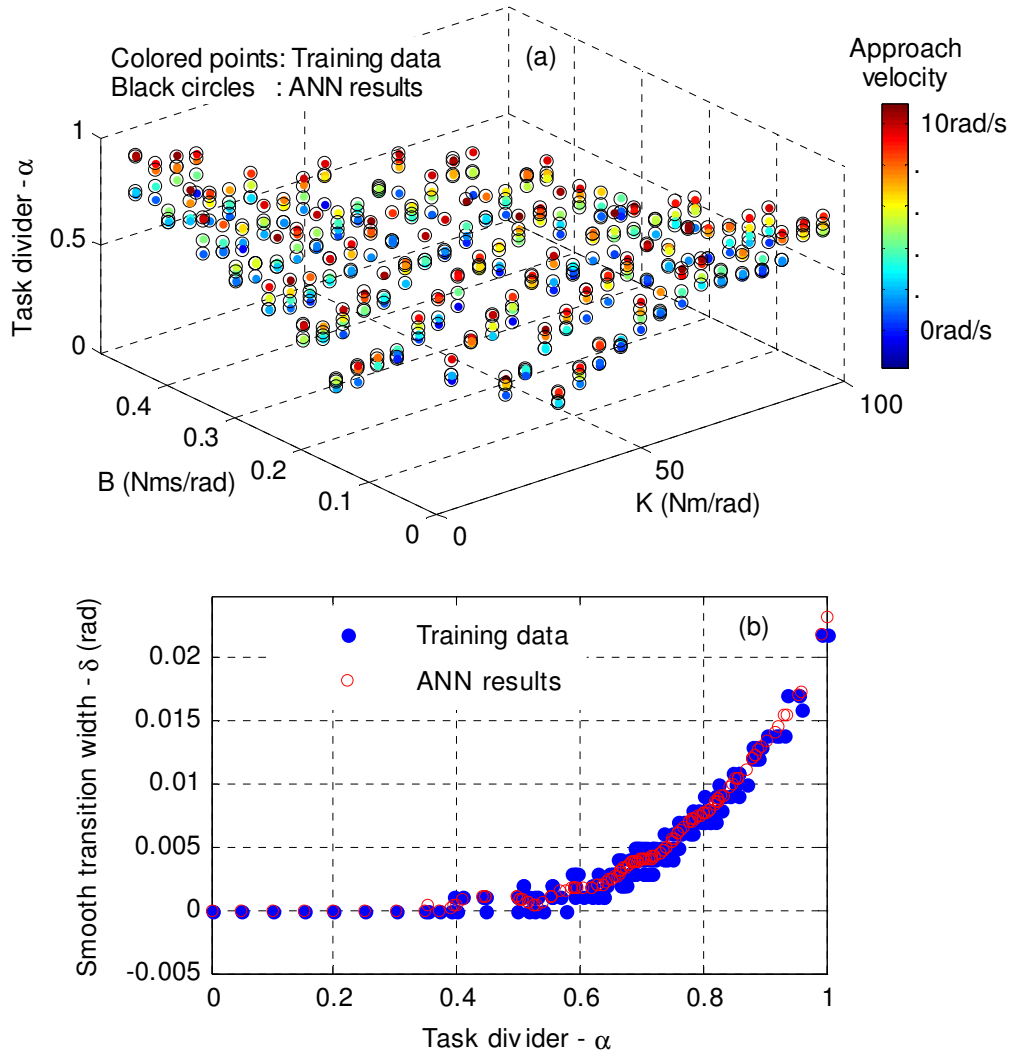 Colored points: Training data
Black circles : ANN results
(a)
Approach
velocity
10rad/s
.
.
.
0rad/s
1
0.5
0
Task divider - α
0.4
0.3
0.2
0.1
0
B (Nms/rad)
0
50
100
K (Nm/rad)
(b)
Training data
ANN results
0.02
0.015
0.01
0.005
0
-0.005
Smooth transition width - δ (rad)
0
0.2
0.4
0.6
0.8
1
Task divider - α